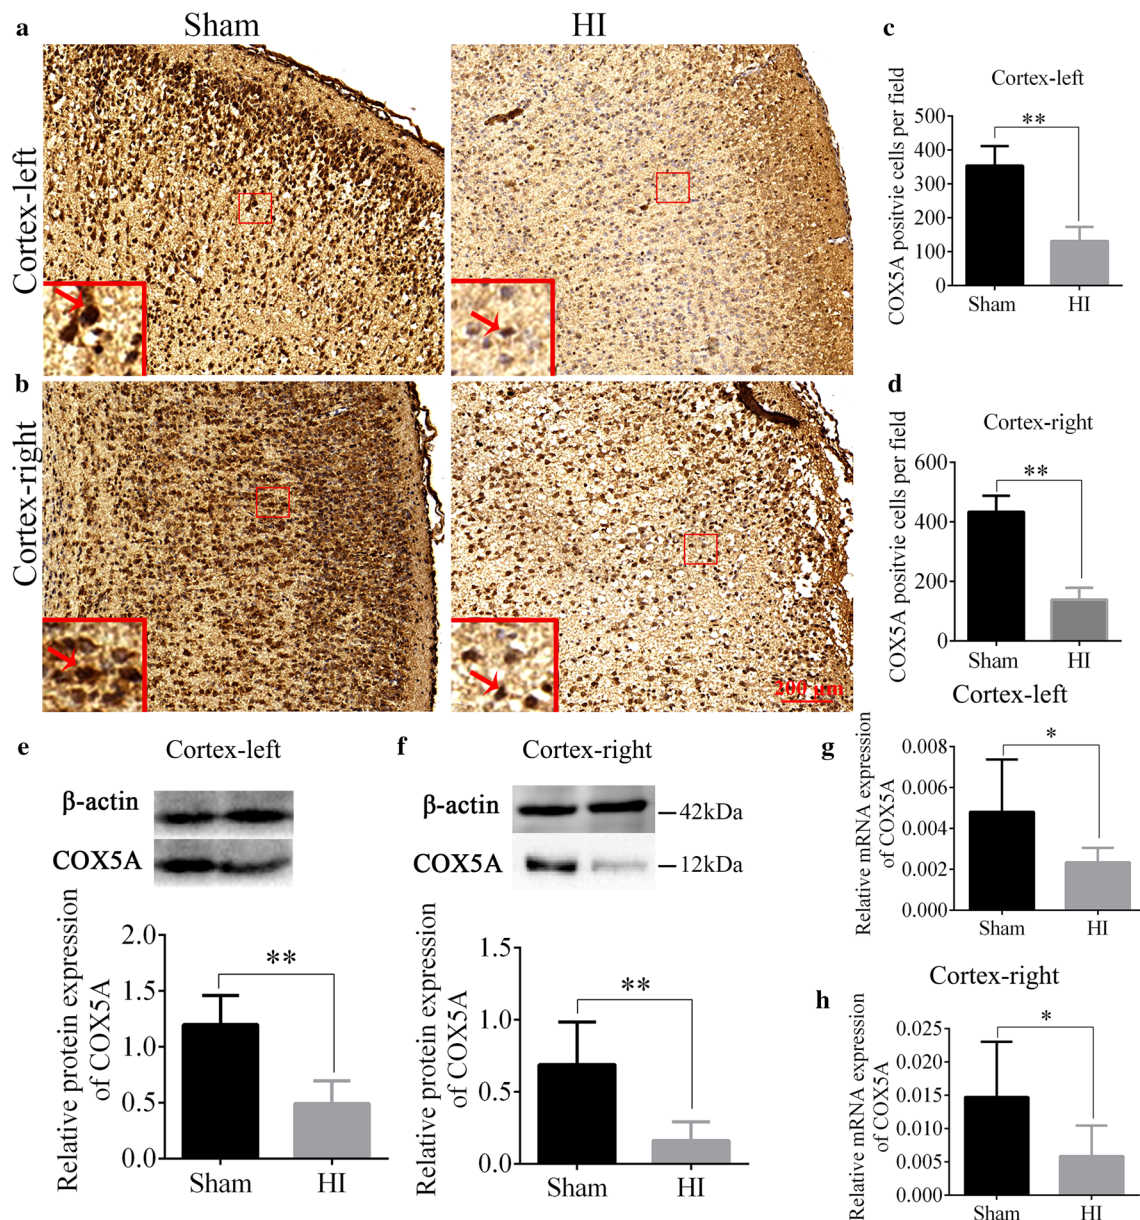 a
Sham
HI
Cortex-left
b
Cortex-right
200 μm
c
Cortex-left
COX5A positvie cells per field
500
400
300
200
100
0
**
Sham
HI
d
Cortex-right
COX5A positvie cells per field
600
400
200
0
**
Sham
HI
e
Cortex-left
β-actin
COX5A
Relative protein expression
of COX5A
2.0
1.5
1.0
0.5
0.0
**
Sham
HI
f
Cortex-right
β-actin
42kDa
COX5A
12kDa
Relative protein expression
of COX5A
1.5
1.0
0.5
0.0
**
Sham
HI
g
Cortex-left
Relative mRNA expression
of COX5A
0.008
0.006
0.004
0.002
0.000
*
Sham
HI
h
Cortex-right
Relative mRNA expression
of COX5A
0.025
0.020
0.015
0.010
0.005
0.000
*
Sham
HI